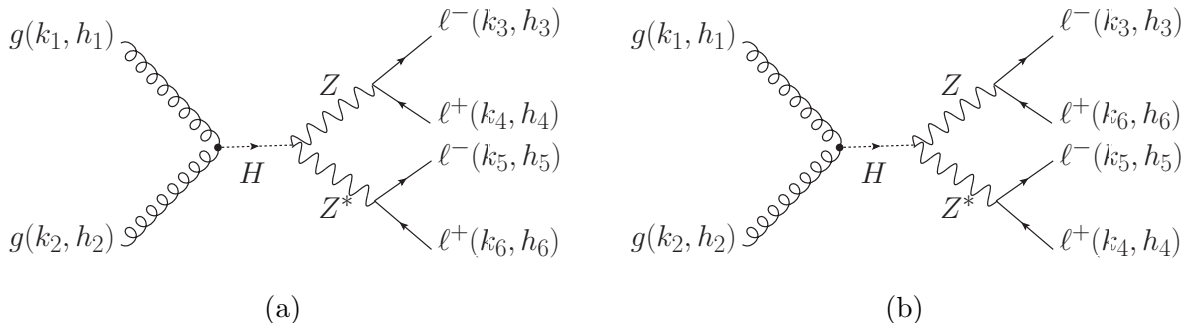 g(k₁, h₁)
g(k₂, h₂)
H
Z
Z*
ℓ⁻(k₃, h₃)
ℓ⁺(k₄, h₄)
ℓ⁻(k₅, h₅)
ℓ⁺(k₆, h₆)
(a)
g(k₁, h₁)
g(k₂, h₂)
H
Z
Z*
ℓ⁻(k₃, h₃)
ℓ⁺(k₆, h₆)
ℓ⁻(k₅, h₅)
ℓ⁺(k₄, h₄)
(b)